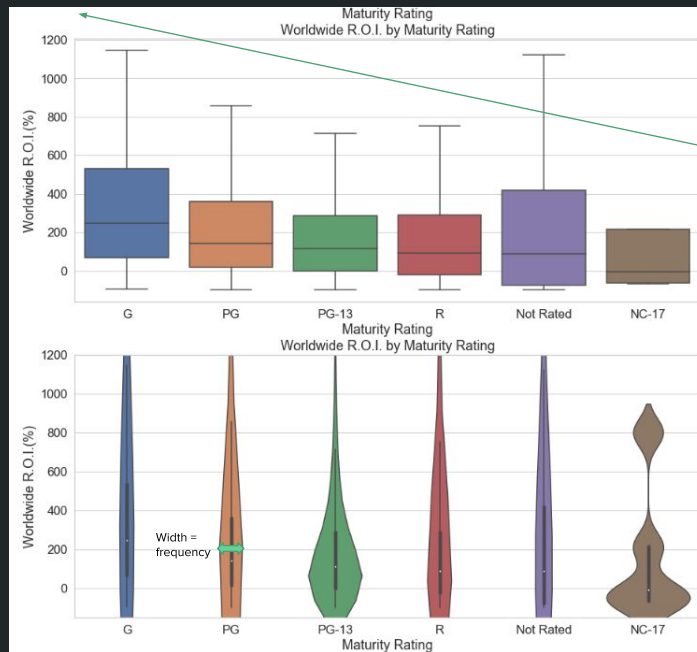 Maturity Rating
Worldwide R.O.I. by Maturity Rating
1200
1000
800
600
400
200
0
Worldwide R.O.I.(%)
G PG PG-13 R Not Rated NC-17
Maturity Rating
Worldwide R.O.I. by Maturity Rating
1200
1000
800
600
400
200
0
Worldwide R.O.I.(%)
Width =
frequency
G PG PG-13 R Not Rated NC-17
Maturity Rating